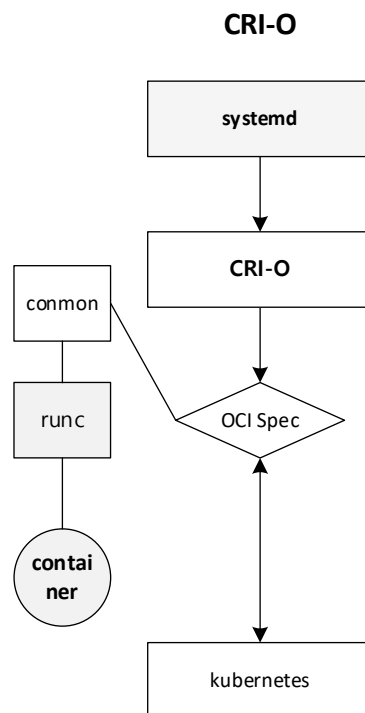 CRI-O
systemd
CRI-O
conmon
runc
OCI Spec
contai
ner
kubernetes